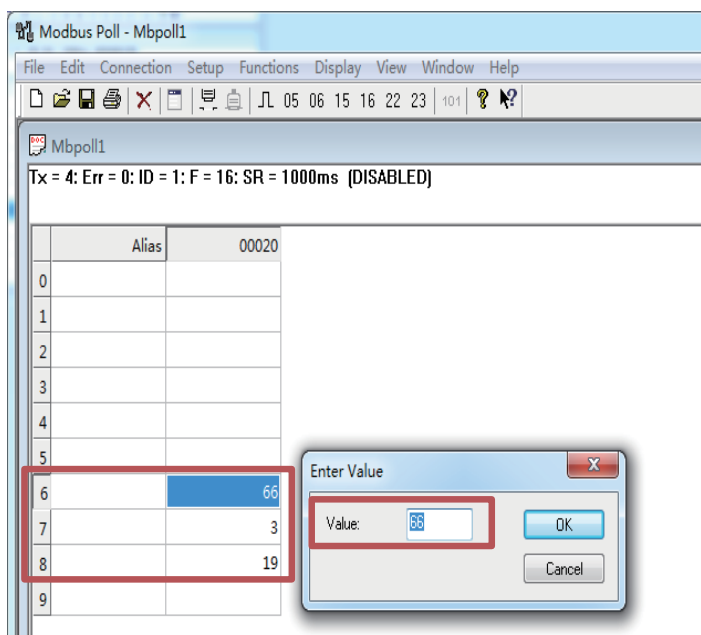 Modbus Poll - Mbpoll1
File Edit Connection Setup Functions Display View Window Help
05 06 15 16 22 23 101
Mbpoll1
Tx = 4: Err = 0: ID = 1: F = 16: SR = 1000ms (DISABLED)
Alias 00020
0
1
2
3
4
5
6 66
7 3
8 19
9
Enter Value
Value: 66
OK
Cancel